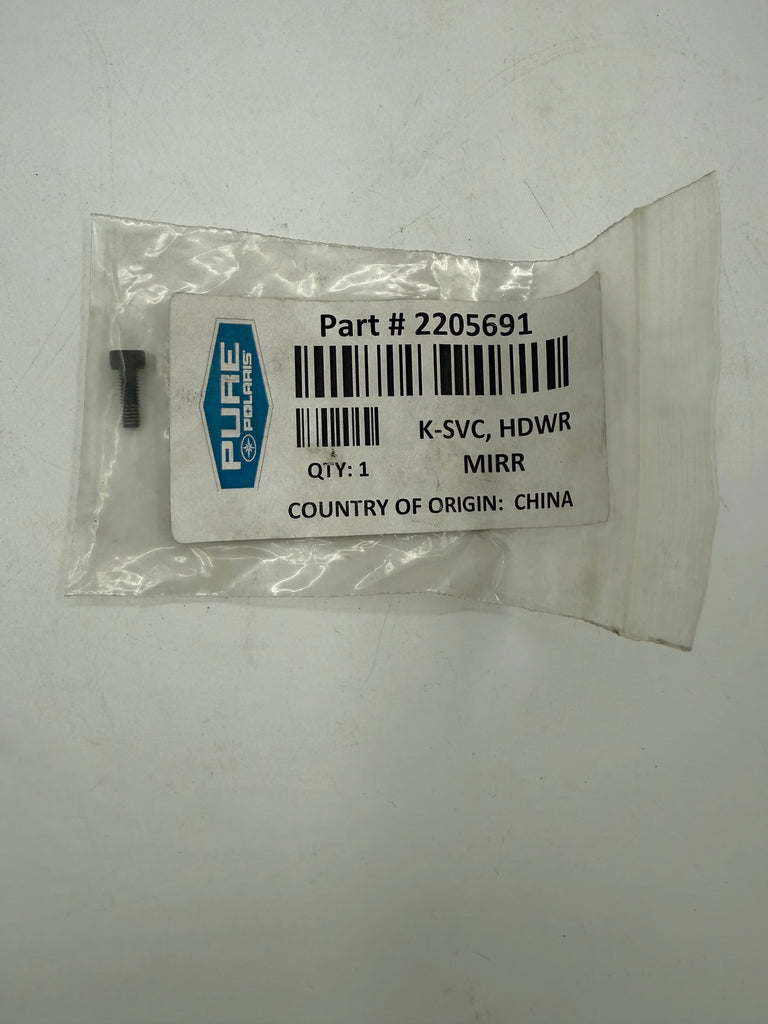 Part # 2205691
PURE
POLARIS
K-SVC, HDWR
MIRR
QTY: 1
COUNTRY OF ORIGIN: CHINA